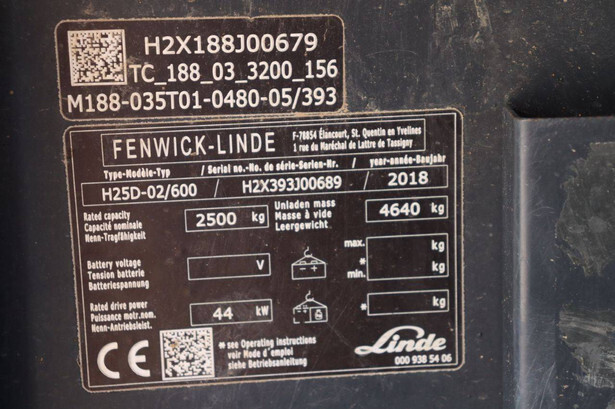 H2X188J00679
TC_188_03_3200_156
M188-035T01-0480-05/393
FENWICK-LINDE
F-78854 Élancourt, St. Quentin en Yvelines
1 rue du Maréchal de Lattre de Tassigny
Type-Modèle-Typ / Serial no.-No. de série-Serien-Nr. / year-année-Baujahr
H25D-02/600 / H2X393J00689 / 2018
Rated capacity
Capacité nominale
Nenn-Tragfähigkeit
2500 kg
Unladen mass
Masse à vide
Leergewicht
4640 kg
Battery voltage
Tension batterie
Batteriespannung
V
max. kg
*
min. kg
Rated drive power
Puissance motr.nom.
Nenn-Antriebsleist.
44 kW
* kg
CE
* see Operating instructions
voir Mode d'emploi
siehe Betriebsanleitung
Linde
000 938 54 06